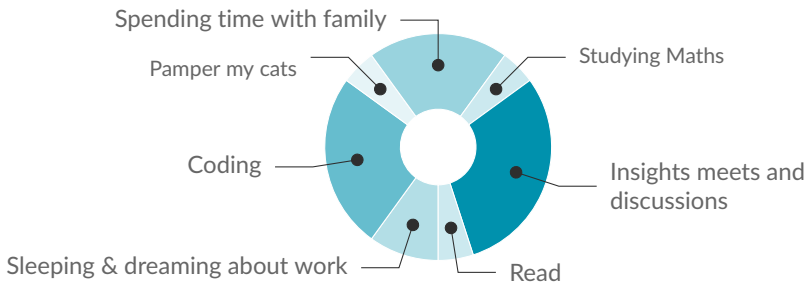 Spending time with family
Pamper my cats
Studying Maths
Coding
Insights meets and
discussions
Sleeping & dreaming about work
Read